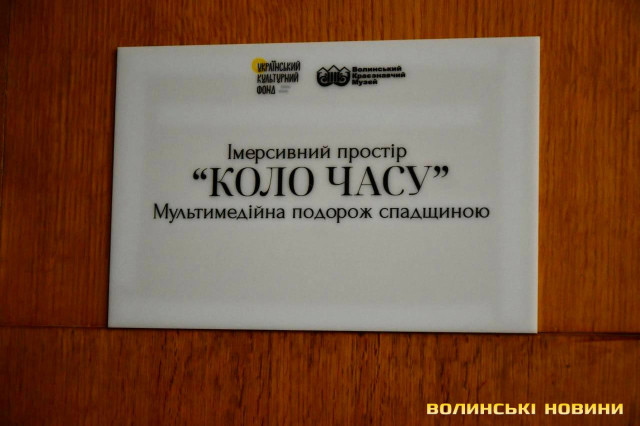 УКРАЇНСЬКИЙ
КУЛЬТУРНИЙ
ФОНД
Волинський
Краєзнавчий
Музей
Імерсивний простір
“КОЛО ЧАСУ”
Мультимедійна подорож спадщиною
ВОЛИНСЬКІ НОВИНИ